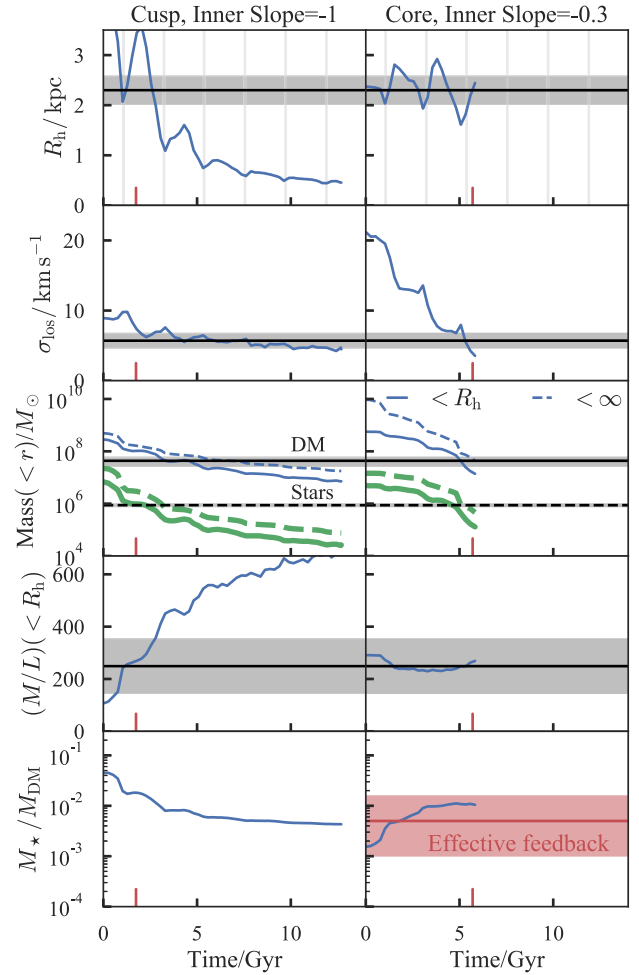 Cusp, Inner Slope=-1 Core, Inner Slope=-0.3
R_h / kpc
3
2
1
0
σ_los / km s⁻¹
20
10
0
Mass(< r)/M_⊙
10^10
10^8
10^6
10^4
< R_h < ∞
DM
Stars
(M/L)(< R_h)
600
400
200
0
M_★/M_DM
10^-1
10^-2
10^-3
10^-4
Effective feedback
0 5 10 0 5 10
Time/Gyr Time/Gyr